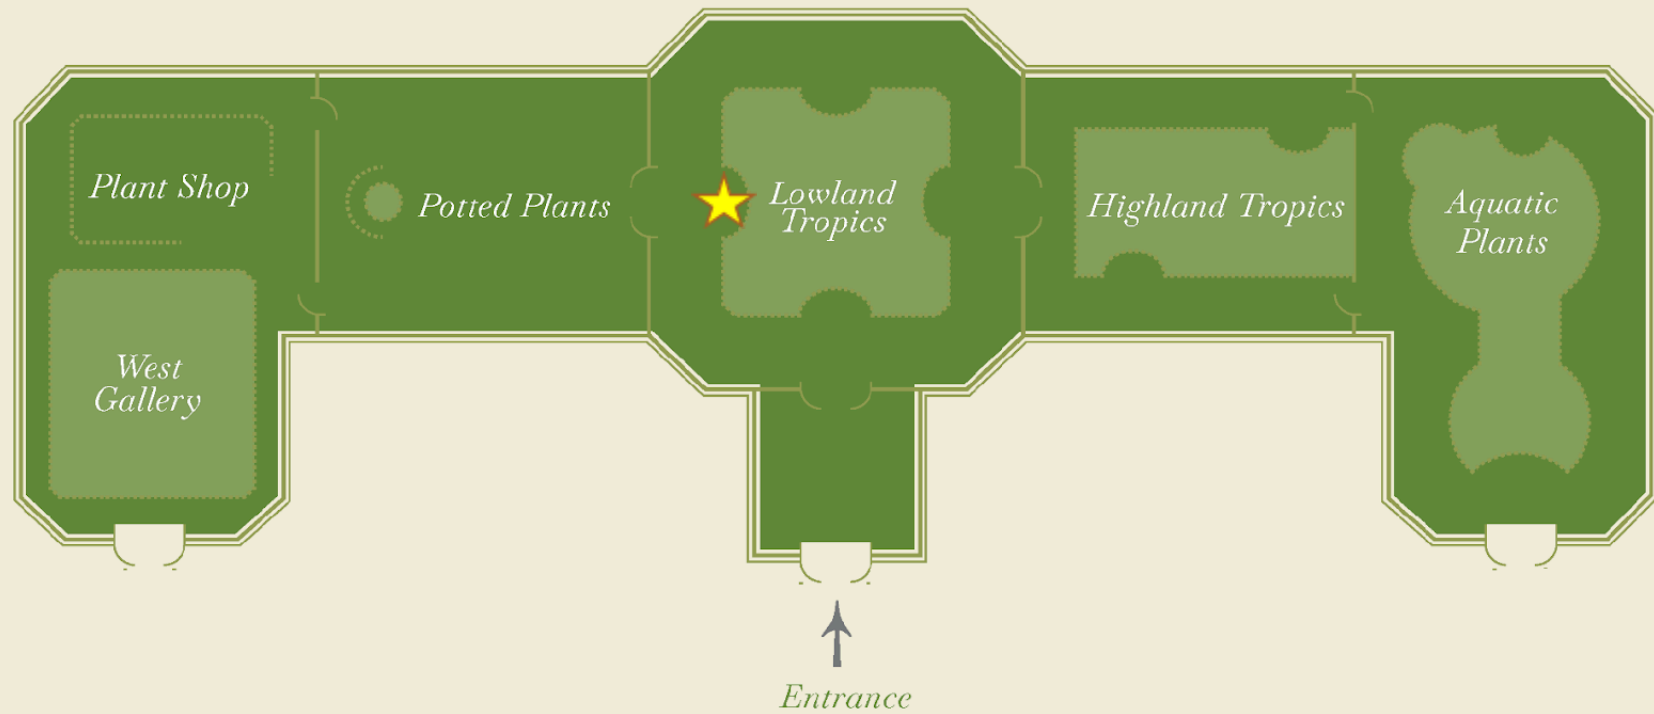 Plant Shop
Potted Plants
Lowland
Tropics
Highland Tropics
Aquatic
Plants
West
Gallery
Entrance